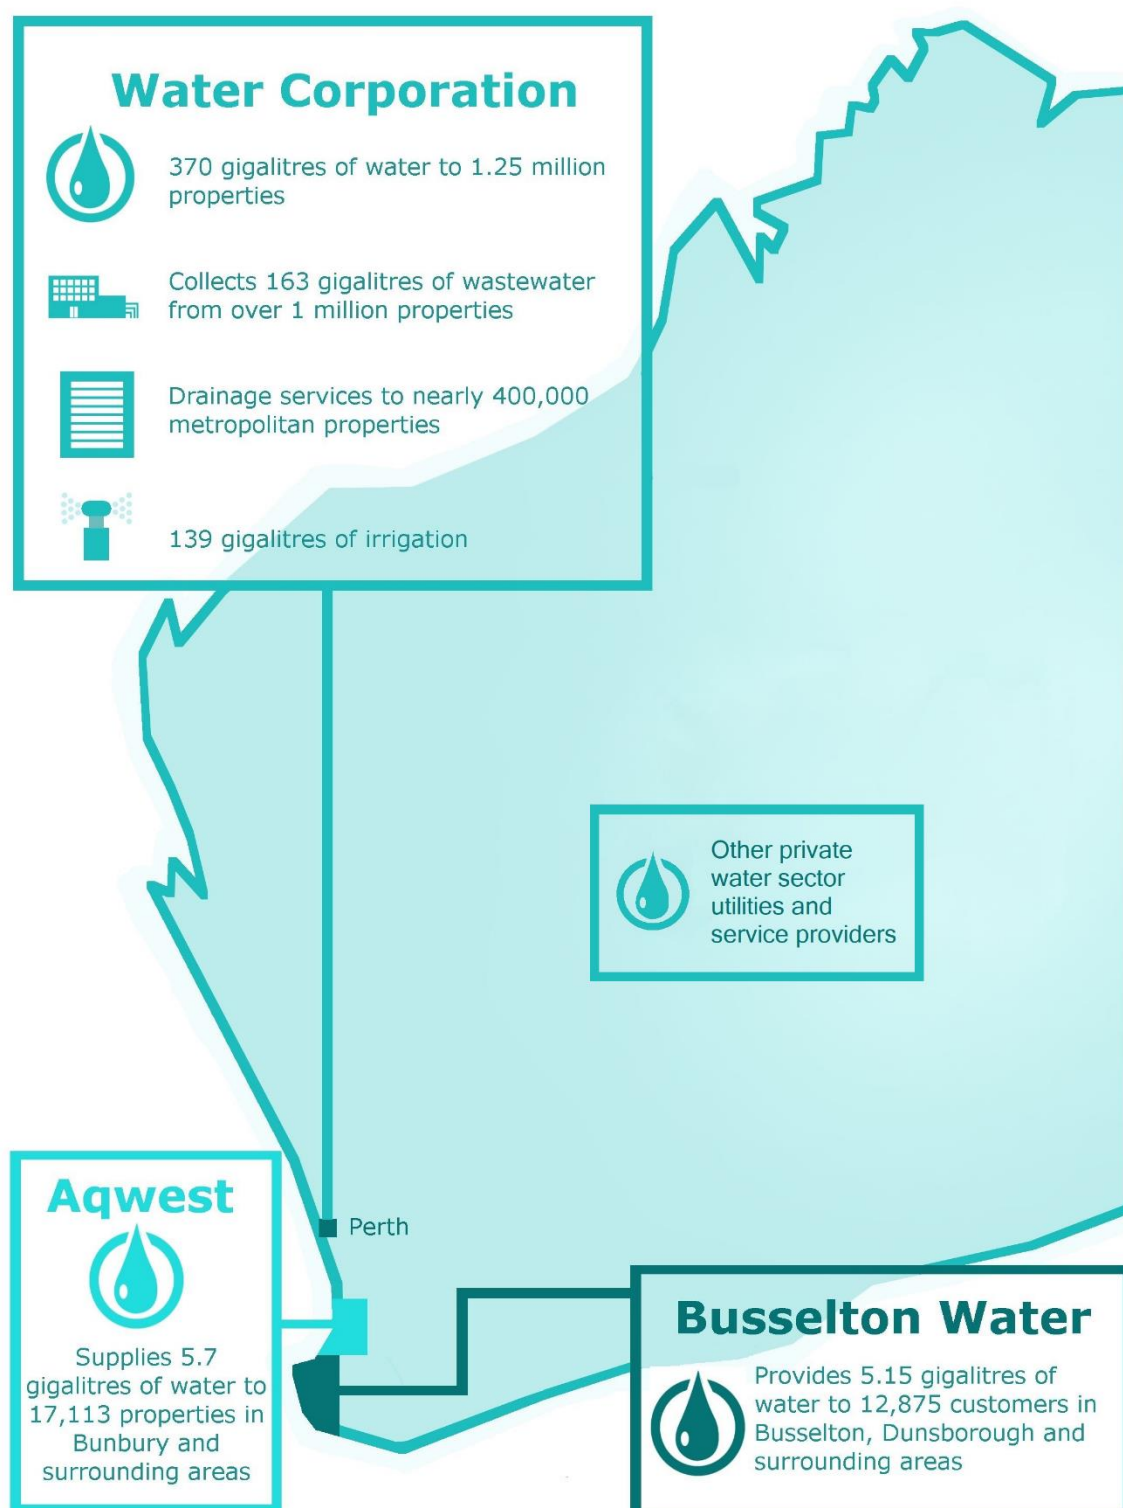 Water Corporation
370 gigalitres of water to 1.25 million
properties
Collects 163 gigalitres of wastewater
from over 1 million properties
Drainage services to nearly 400,000
metropolitan properties
139 gigalitres of irrigation
Other private
water sector
utilities and
service providers
Perth
Aqwest
Supplies 5.7
gigalitres of water to
17,113 properties in
Bunbury and
surrounding areas
Busselton Water
Provides 5.15 gigalitres of
water to 12,875 customers in
Busselton, Dunsborough and
surrounding areas